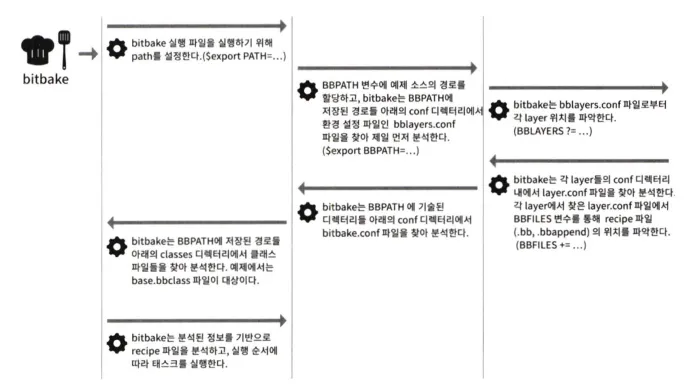 bitbake
bitbake 실행 파일을 실행하기 위해
path를 설정한다.($export PATH=...)
BBPATH 변수에 예제 소스의 경로를
할당하고, bitbake는 BBPATH에
저장된 경로들 아래의 conf 디렉터리에서
환경 설정 파일인 bblayers.conf
파일을 찾아 제일 먼저 분석한다.
($export BBPATH=...)
bitbake는 bblayers.conf 파일로부터
각 layer 위치를 파악한다.
(BBLAYERS ?= ...)
bitbake는 각 layer들의 conf 디렉터리
내에서 layer.conf 파일을 찾아 분석한다.
각 layer에서 찾은 layer.conf 파일에서
BBFILES 변수를 통해 recipe 파일
(.bb, .bbappend) 의 위치를 파악한다.
(BBFILES += ...)
bitbake는 BBPATH 에 기술된
디렉터리들 아래의 conf 디렉터리에서
bitbake.conf 파일을 찾아 분석한다.
bitbake는 BBPATH에 저장된 경로들
아래의 classes 디렉터리에서 클래스
파일들을 찾아 분석한다. 예제에서는
base.bbclass 파일이 대상이다.
bitbake는 분석된 정보를 기반으로
recipe 파일을 분석하고, 실행 순서에
따라 태스크를 실행한다.